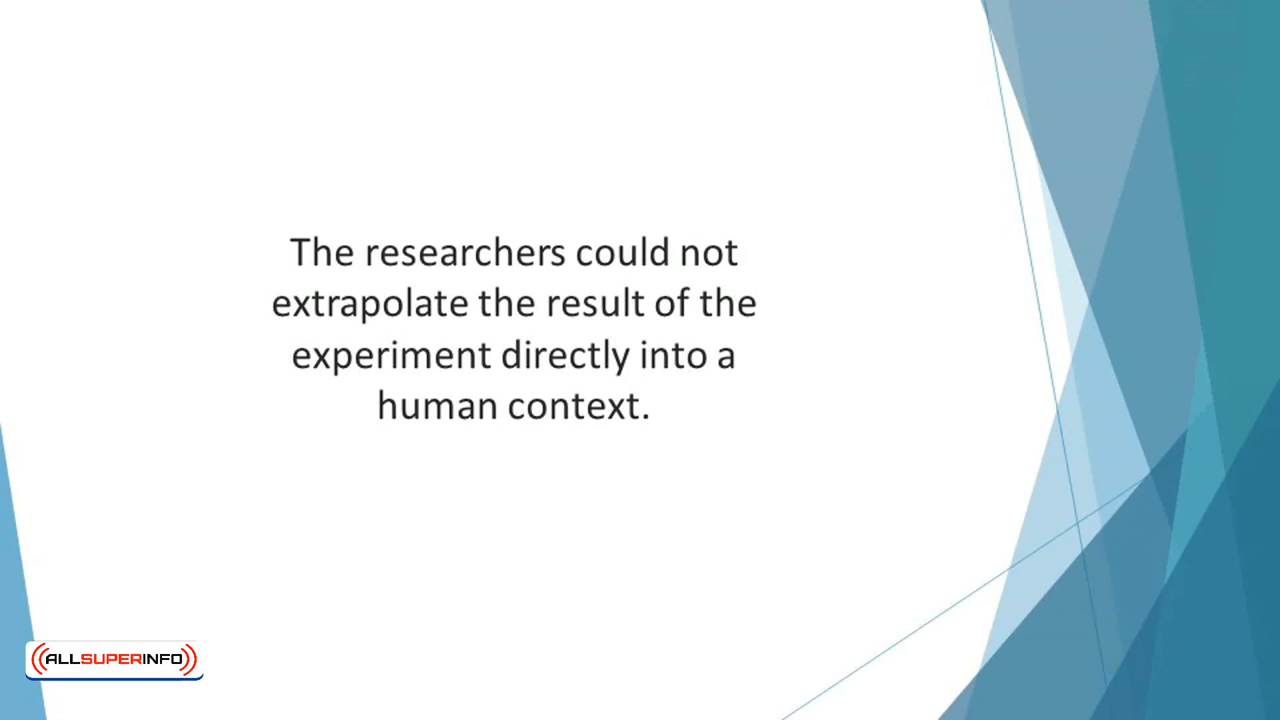 The researchers could not
extrapolate the result of the
experiment directly into a
human context.
ALLSUPERINFO